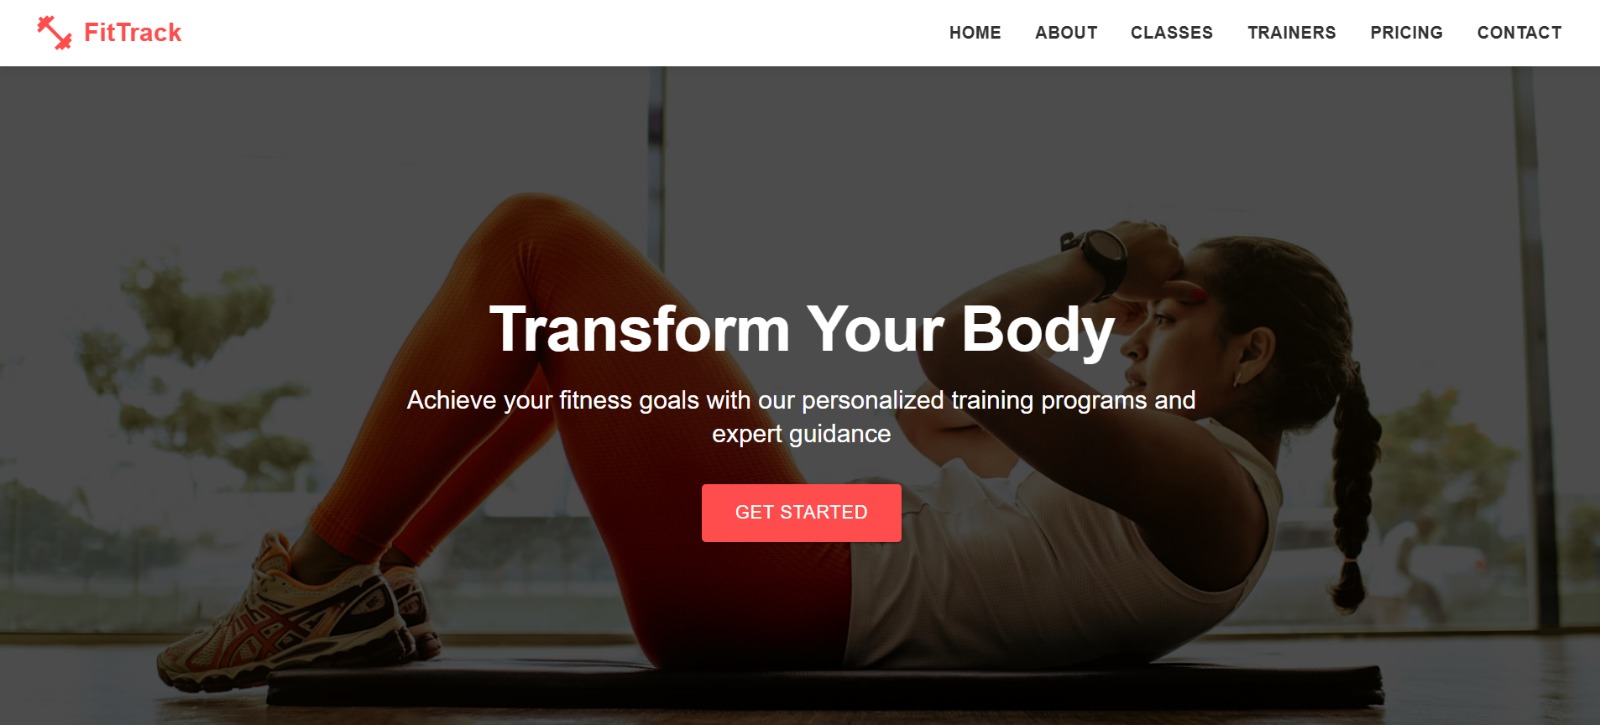 FitTrack
HOME ABOUT CLASSES TRAINERS PRICING CONTACT
Transform Your Body
Achieve your fitness goals with our personalized training programs and
expert guidance
GET STARTED